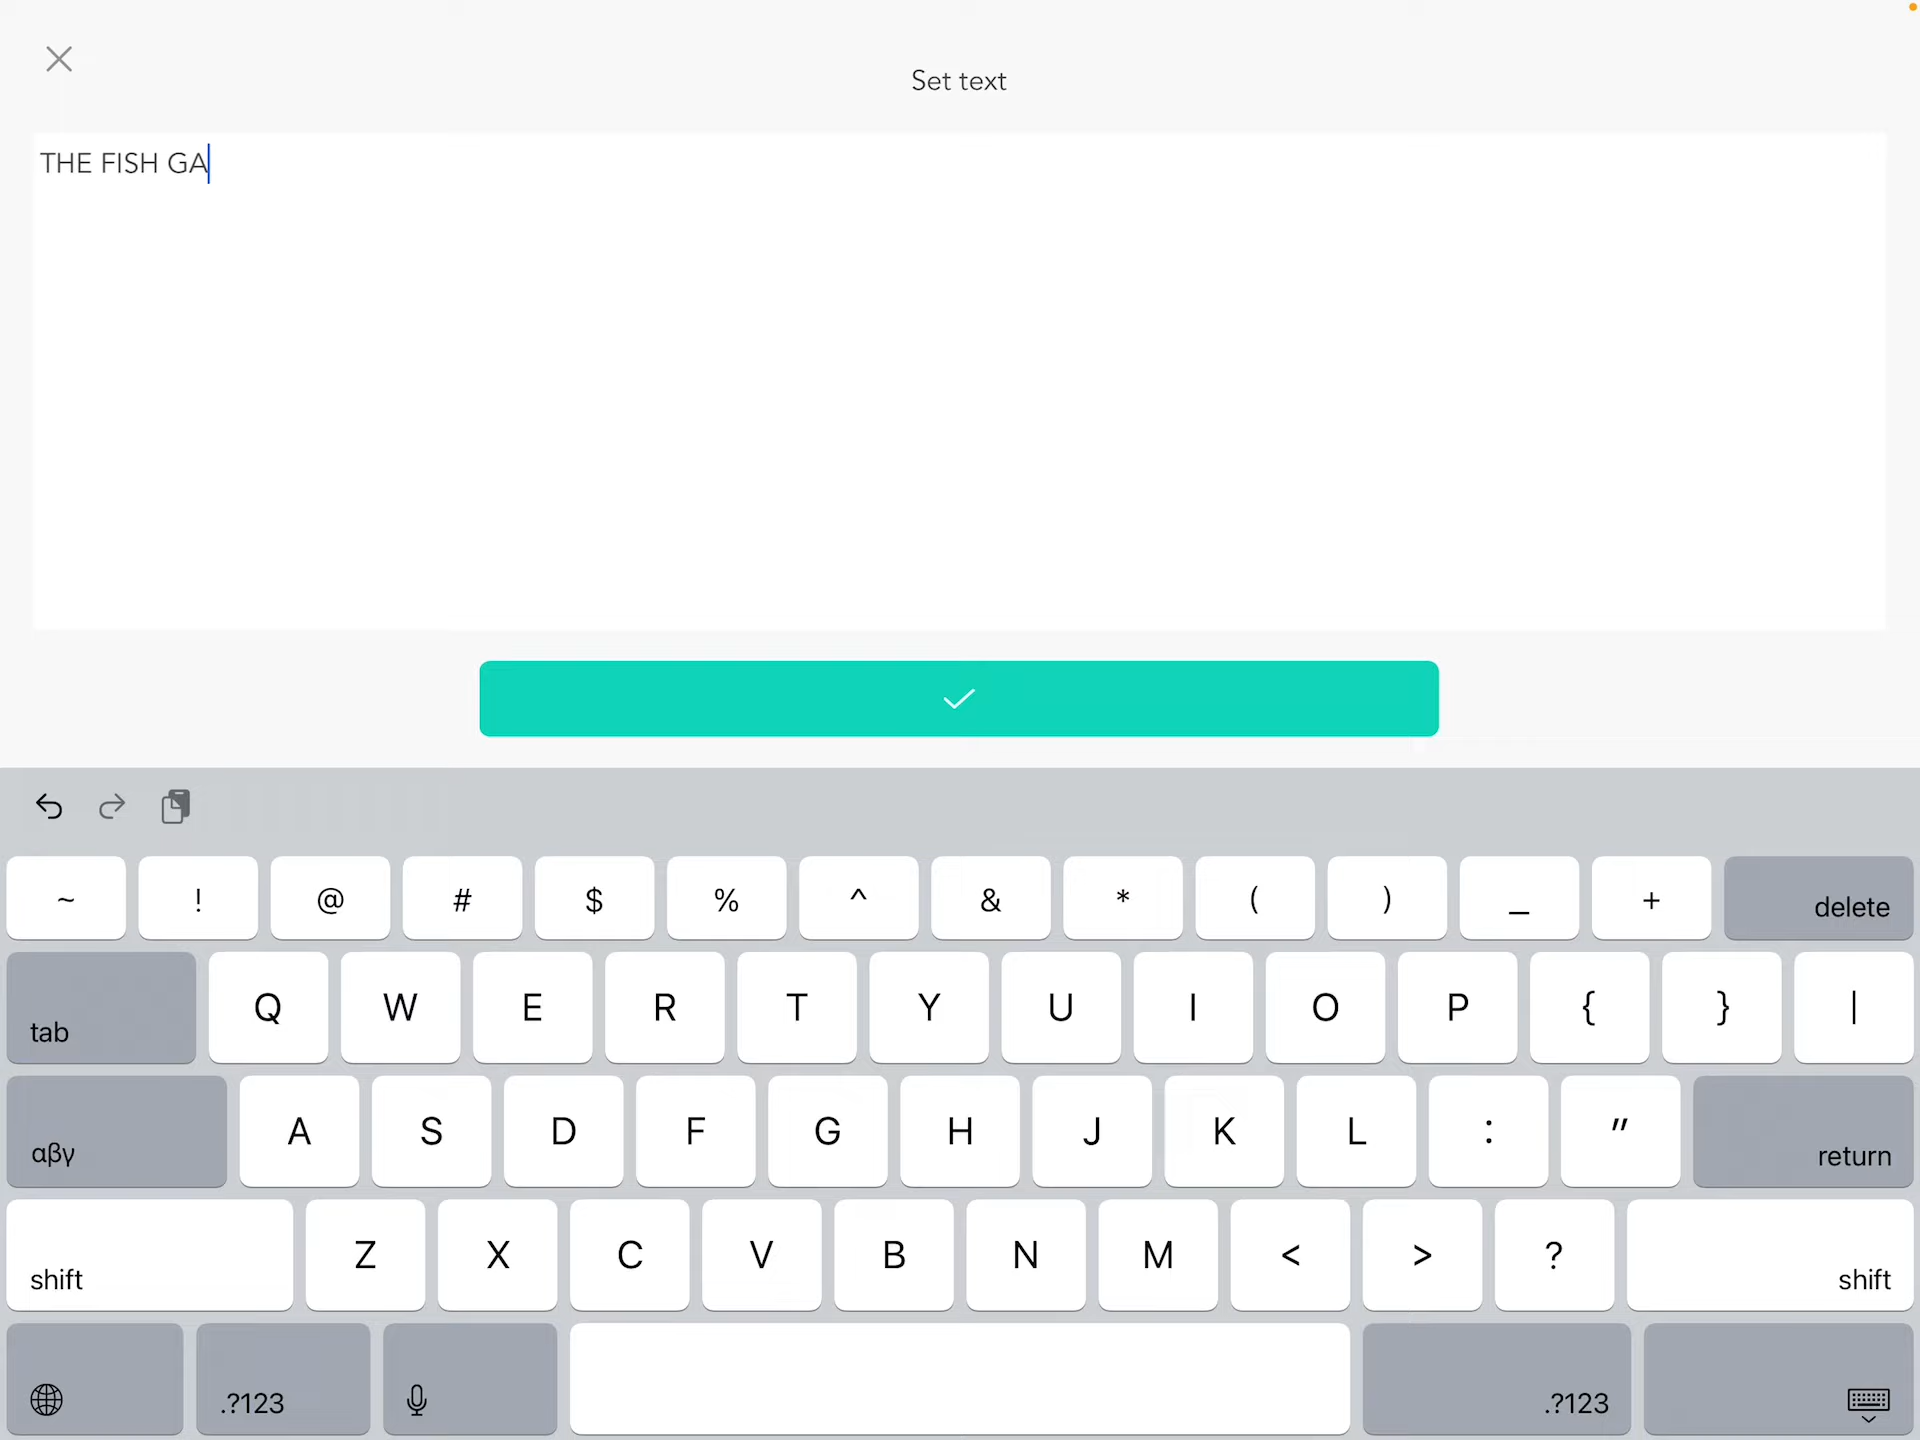 Set text
THE FISH GA
~ ! @ # $ % ^ & * ( ) _ + delete
tab Q W E R T Y U I O P { } |
αβγ A S D F G H J K L : " return
shift Z X C V B N M < > ? shift
.?123 .?123